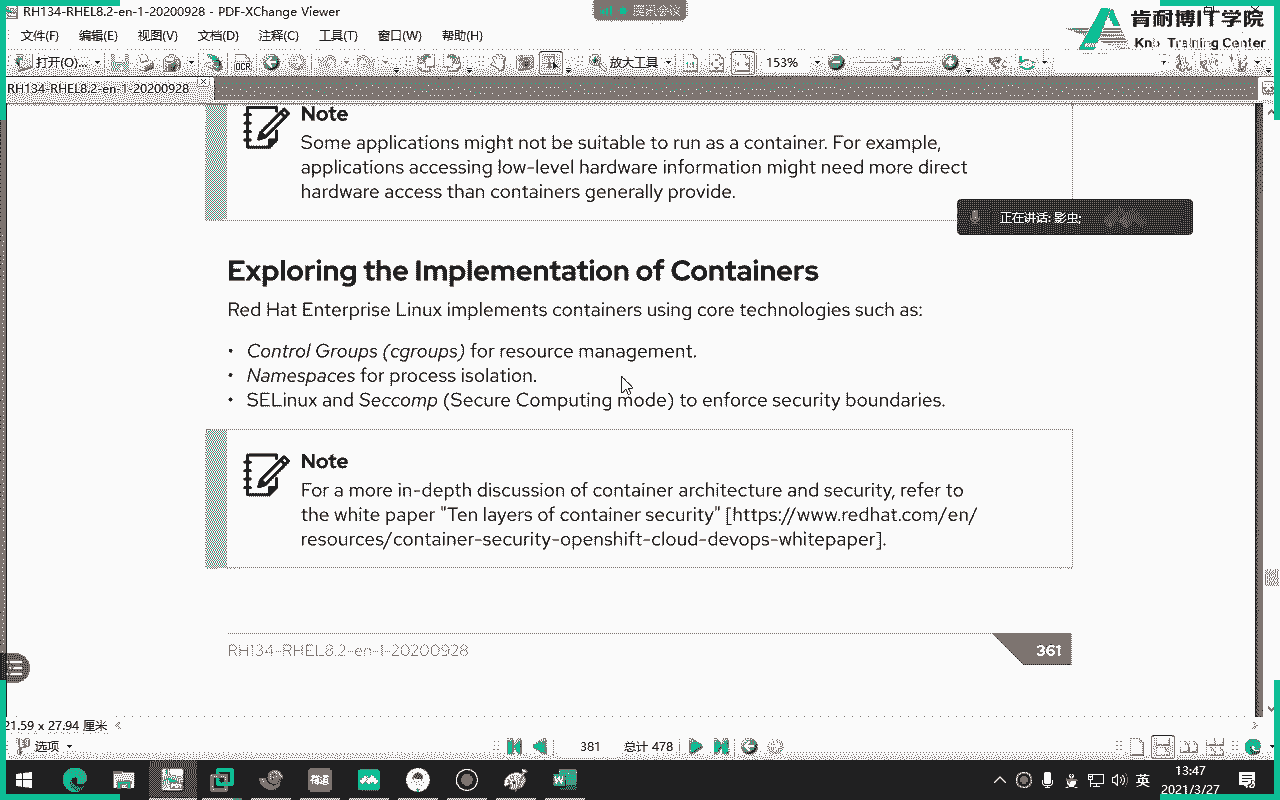 RH134-RHEL8.2-en-1-20200928 - PDF-XChange Viewer
腾讯会议
肯耐博IT学院
Training Center
文件(F) 编辑(E) 视图(V) 文档(D) 注释(C) 工具(T) 窗口(W) 帮助(H)
打开(O)... OCR 放大工具 153%
RH134-RHEL8.2-en-1-20200928
Note
Some applications might not be suitable to run as a container. For example,
applications accessing low-level hardware information might need more direct
hardware access than containers generally provide.
正在讲话: 影虫;
Exploring the Implementation of Containers
Red Hat Enterprise Linux implements containers using core technologies such as:
• Control Groups (cgroups) for resource management.
• Namespaces for process isolation.
• SELinux and Seccomp (Secure Computing mode) to enforce security boundaries.
Note
For a more in-depth discussion of container architecture and security, refer to
the white paper "Ten layers of container security" [https://www.redhat.com/en/
resources/container-security-openshift-cloud-devops-whitepaper].
RH134-RHEL8.2-en-1-20200928 361
21.59 x 27.94 厘米
选项 381 总计 478
英
13:47
2021/3/27